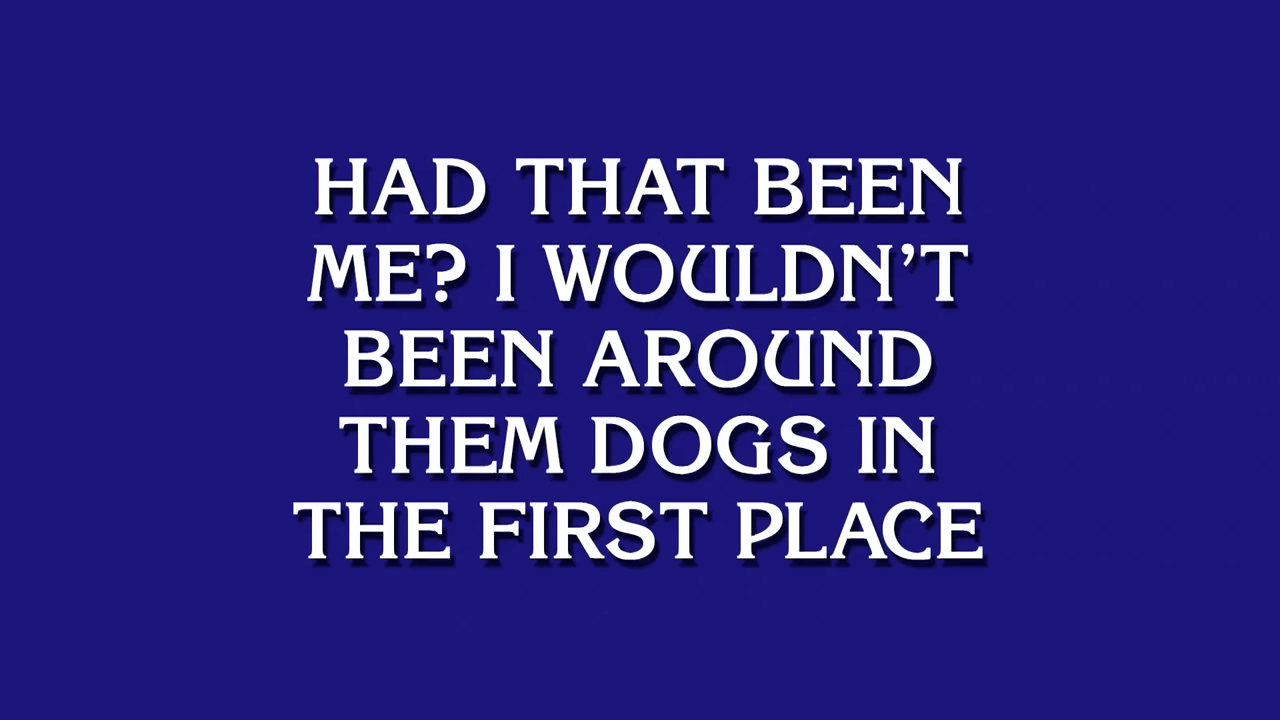 HAD THAT BEEN
ME? I WOULDN’T
BEEN AROUND
THEM DOGS IN
THE FIRST PLACE